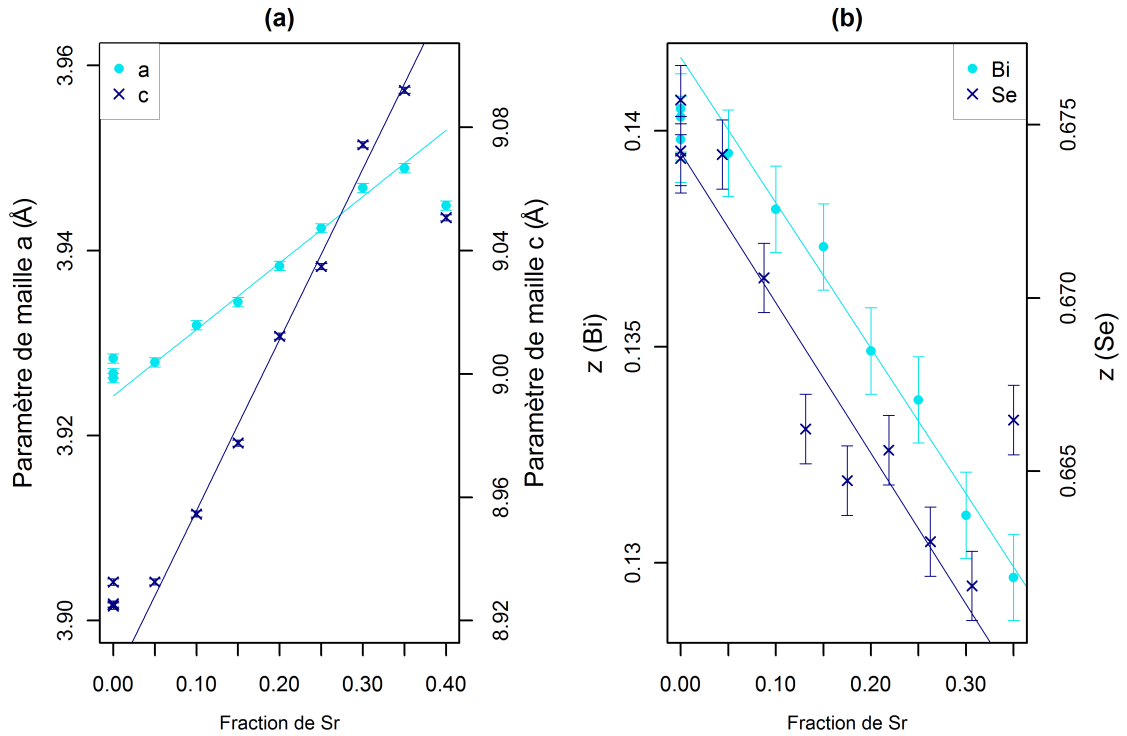 (a)
a
c
3.96
3.94
3.92
3.90
Paramètre de maille a (Å)
9.08
9.04
9.00
8.96
8.92
Paramètre de maille c (Å)
0.00 0.10 0.20 0.30 0.40
Fraction de Sr
(b)
Bi
Se
0.14
0.135
0.13
z (Bi)
0.675
0.670
0.665
z (Se)
0.00 0.10 0.20 0.30
Fraction de Sr